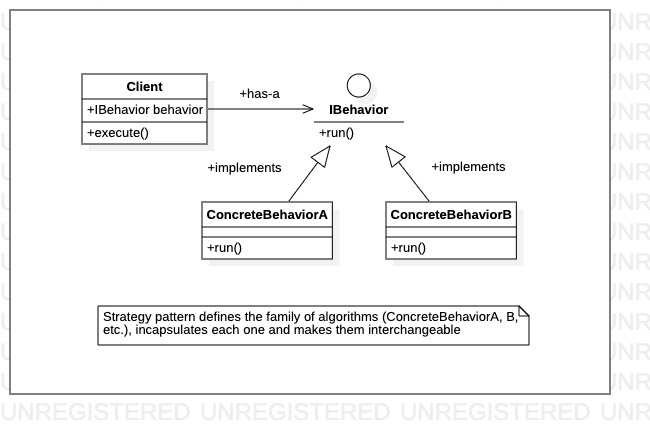 Client
+IBehavior behavior
+execute()
+has-a
IBehavior
+run()
+implements
+implements
ConcreteBehaviorA
+run()
ConcreteBehaviorB
+run()
Strategy pattern defines the family of algorithms (ConcreteBehaviorA, B,
etc.), incapsulates each one and makes them interchangeable
UNREGISTERED UNREGISTERED UNREGISTERED UNR